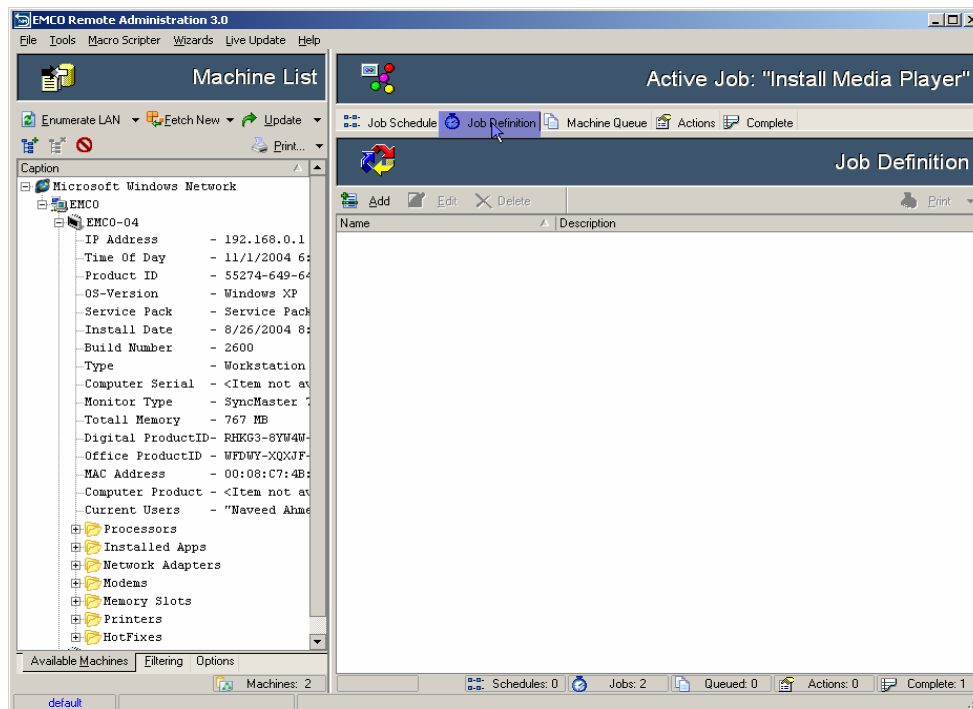 EMCO Remote Administration 3.0
File Tools Macro Scripter Wizards Live Update Help
Machine List
Active Job: "Install Media Player"
Enumerate LAN Fetch New Update
Job Schedule Job Definition Machine Queue Actions Complete
Print...
Job Definition
Caption
Add Edit Delete Print
Name Description
Microsoft Windows Network
EMCO
EMCO-04
IP Address - 192.168.0.1
Time Of Day - 11/1/2004 6:
Product ID - 55274-649-64
OS-Version - Windows XP
Service Pack - Service Pack
Install Date - 8/26/2004 8:
Build Number - 2600
Type - Workstation
Computer Serial - <Item not av
Monitor Type - SyncMaster 7
Totall Memory - 767 MB
Digital ProductID- RHKG3-8YW4W-
Office ProductID - WFDWY-XQXJF-
MAC Address - 00:08:C7:4B:
Computer Product - <Item not av
Current Users - "Naveed Ahme
Processors
Installed Apps
Network Adapters
Modems
Memory Slots
Printers
HotFixes
Available Machines Filtering Options
Machines: 2
Schedules: 0 Jobs: 2 Queued: 0 Actions: 0 Complete: 1
default